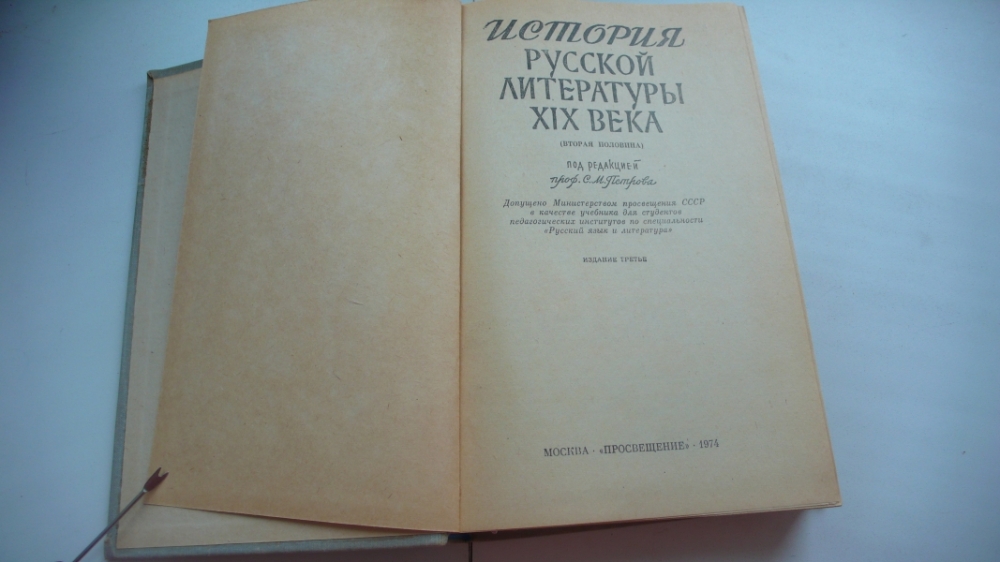 ИСТОРИЯ
РУССКОЙ
ЛИТЕРАТУРЫ
XIX ВЕКА
(ВТОРАЯ ПОЛОВИНА)
ПОД РЕДАКЦИЕЙ
проф. С. М. Петрова
Допущено Министерством просвещения СССР
в качестве учебника для студентов
педагогических институтов по специальности
«Русский язык и литература»
ИЗДАНИЕ ТРЕТЬЕ
МОСКВА · «ПРОСВЕЩЕНИЕ» · 1974